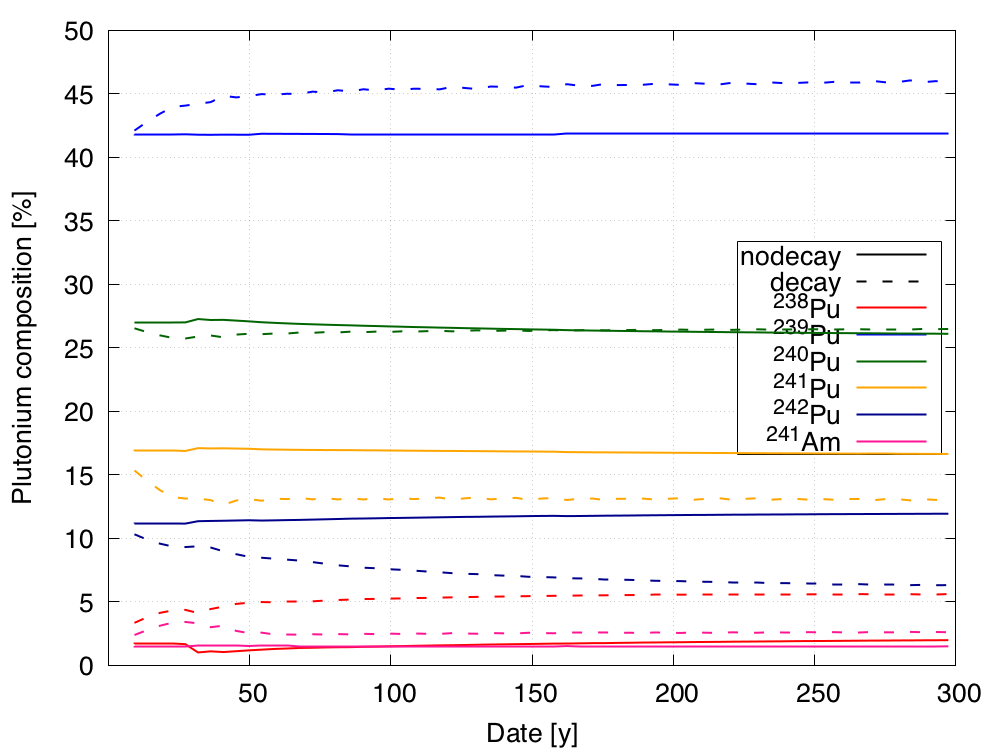 50
45
40
35
30
25
20
15
10
5
0
Plutonium composition [%]
nodecay
decay
²³⁸Pu
²³⁹Pu
²⁴⁰Pu
²⁴¹Pu
²⁴²Pu
²⁴¹Am
50 100 150 200 250 300
Date [y]